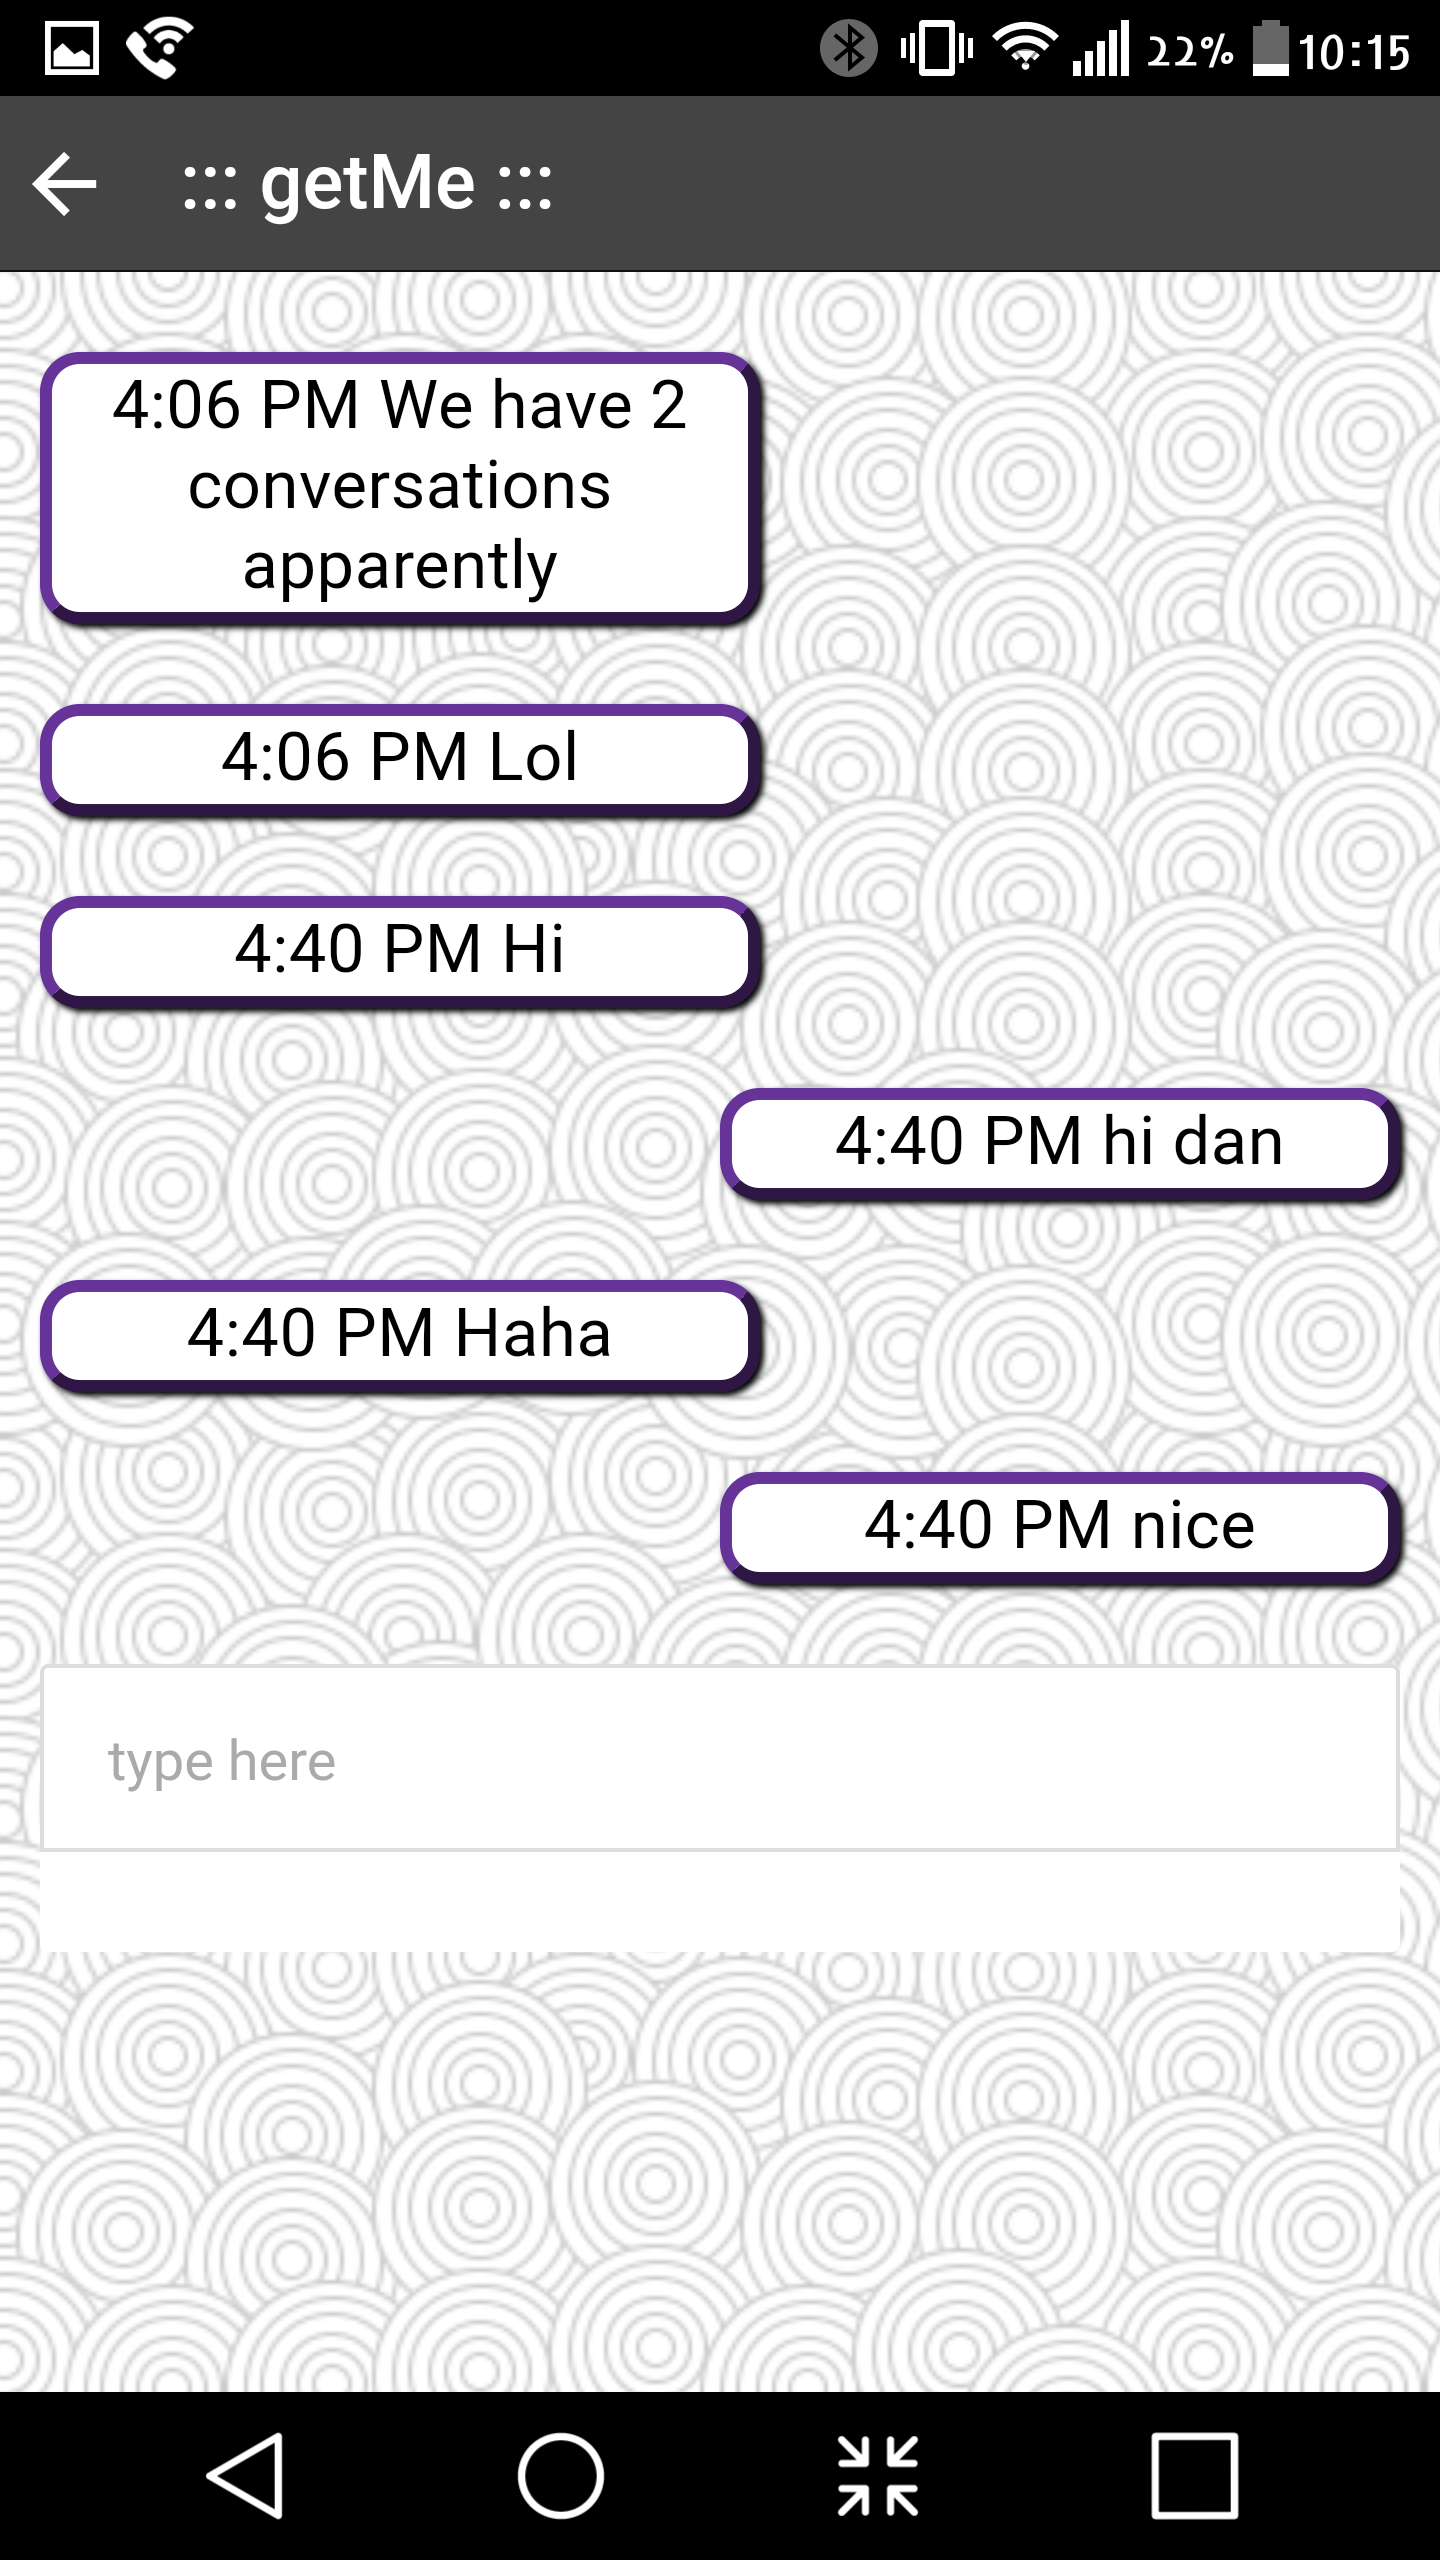 22% 10:15
::: getMe :::
4:06 PM We have 2
conversations
apparently
4:06 PM Lol
4:40 PM Hi
4:40 PM hi dan
4:40 PM Haha
4:40 PM nice
type here